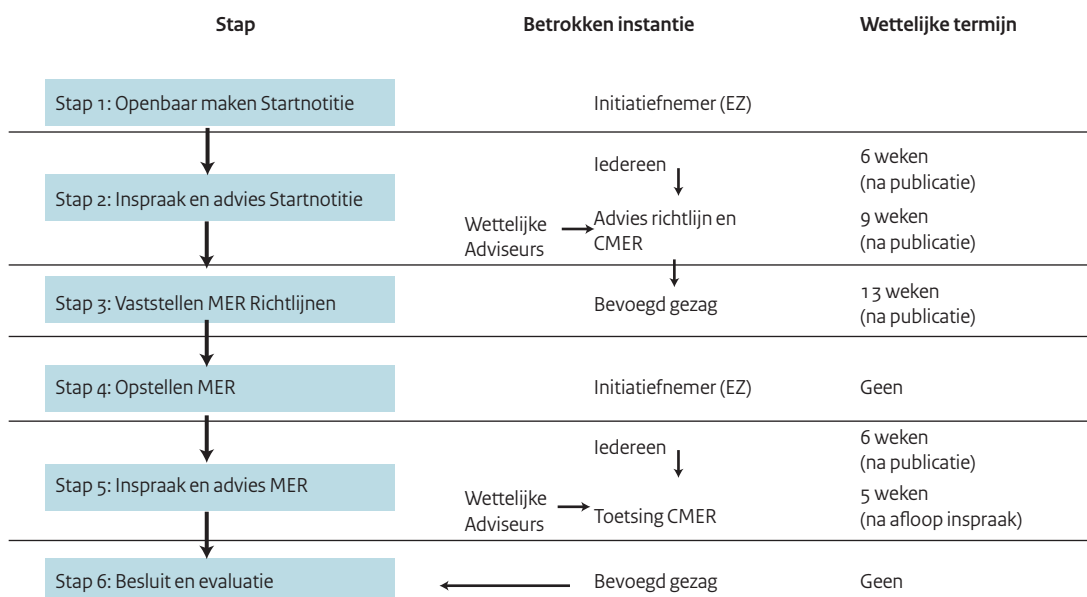 Stap Betrokken instantie Wettelijke termijn
Stap 1: Openbaar maken Startnotitie Initiatiefnemer (EZ)
Stap 2: Inspraak en advies Startnotitie
Iedereen
6 weken
(na publicatie)
Wettelijke
Adviseurs
Advies richtlijn en
CMER
9 weken
(na publicatie)
Stap 3: Vaststellen MER Richtlijnen
Bevoegd gezag
13 weken
(na publicatie)
Stap 4: Opstellen MER Initiatiefnemer (EZ) Geen
Stap 5: Inspraak en advies MER
Iedereen
6 weken
(na publicatie)
Wettelijke
Adviseurs
Toetsing CMER
5 weken
(na afloop inspraak)
Stap 6: Besluit en evaluatie Bevoegd gezag Geen